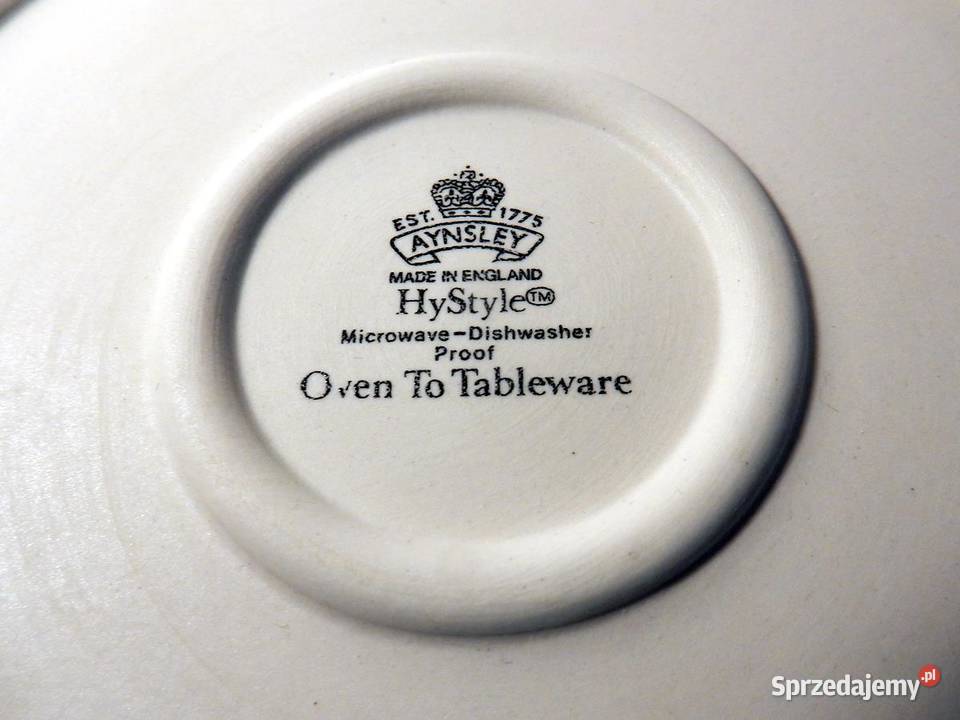 EST. 1775
AYNSLEY
MADE IN ENGLAND
HyStyle™
Microwave-Dishwasher
Proof
Oven To Tableware
Sprzedajemy.pl